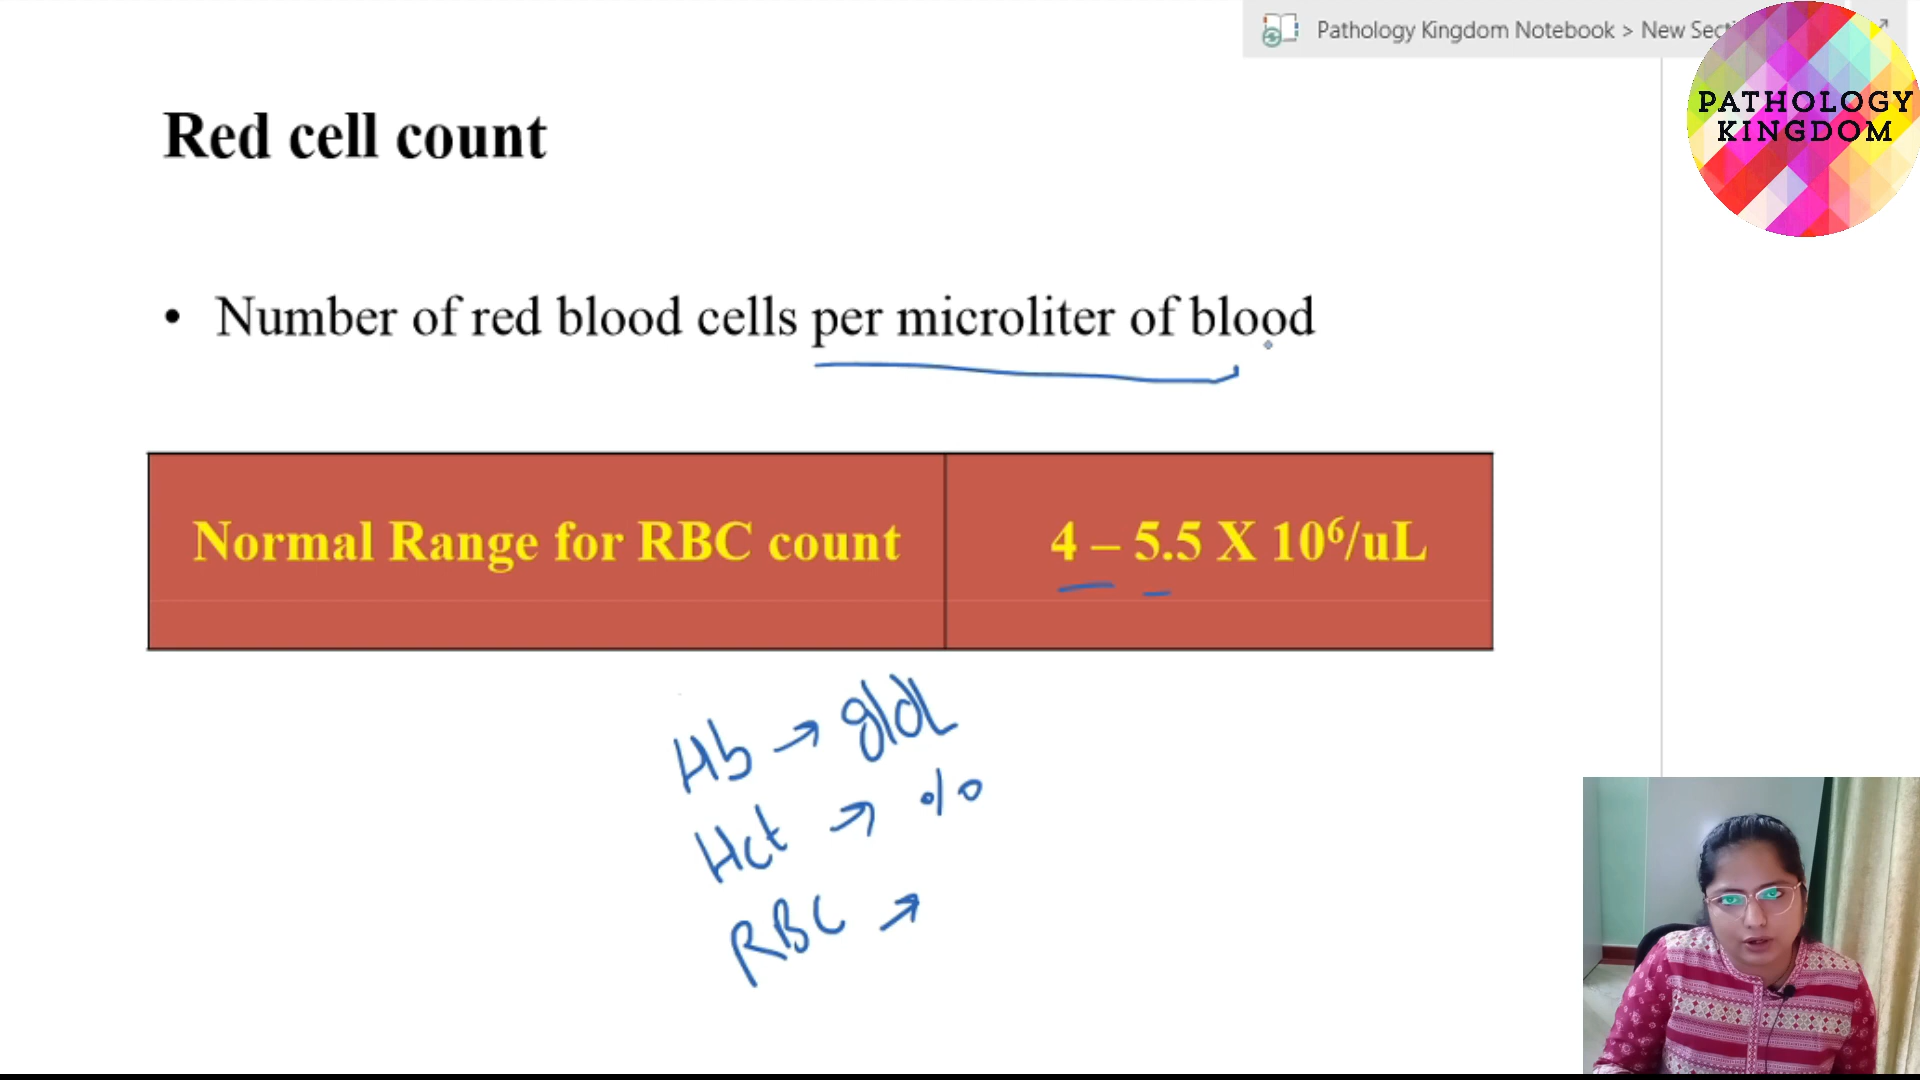 Pathology Kingdom Notebook > New Secti
PATHOLOGY
KINGDOM
Red cell count
• Number of red blood cells per microliter of blood
Normal Range for RBC count 4 – 5.5 X 10⁶/uL
Hb → g/dL
Hct → %
RBC →